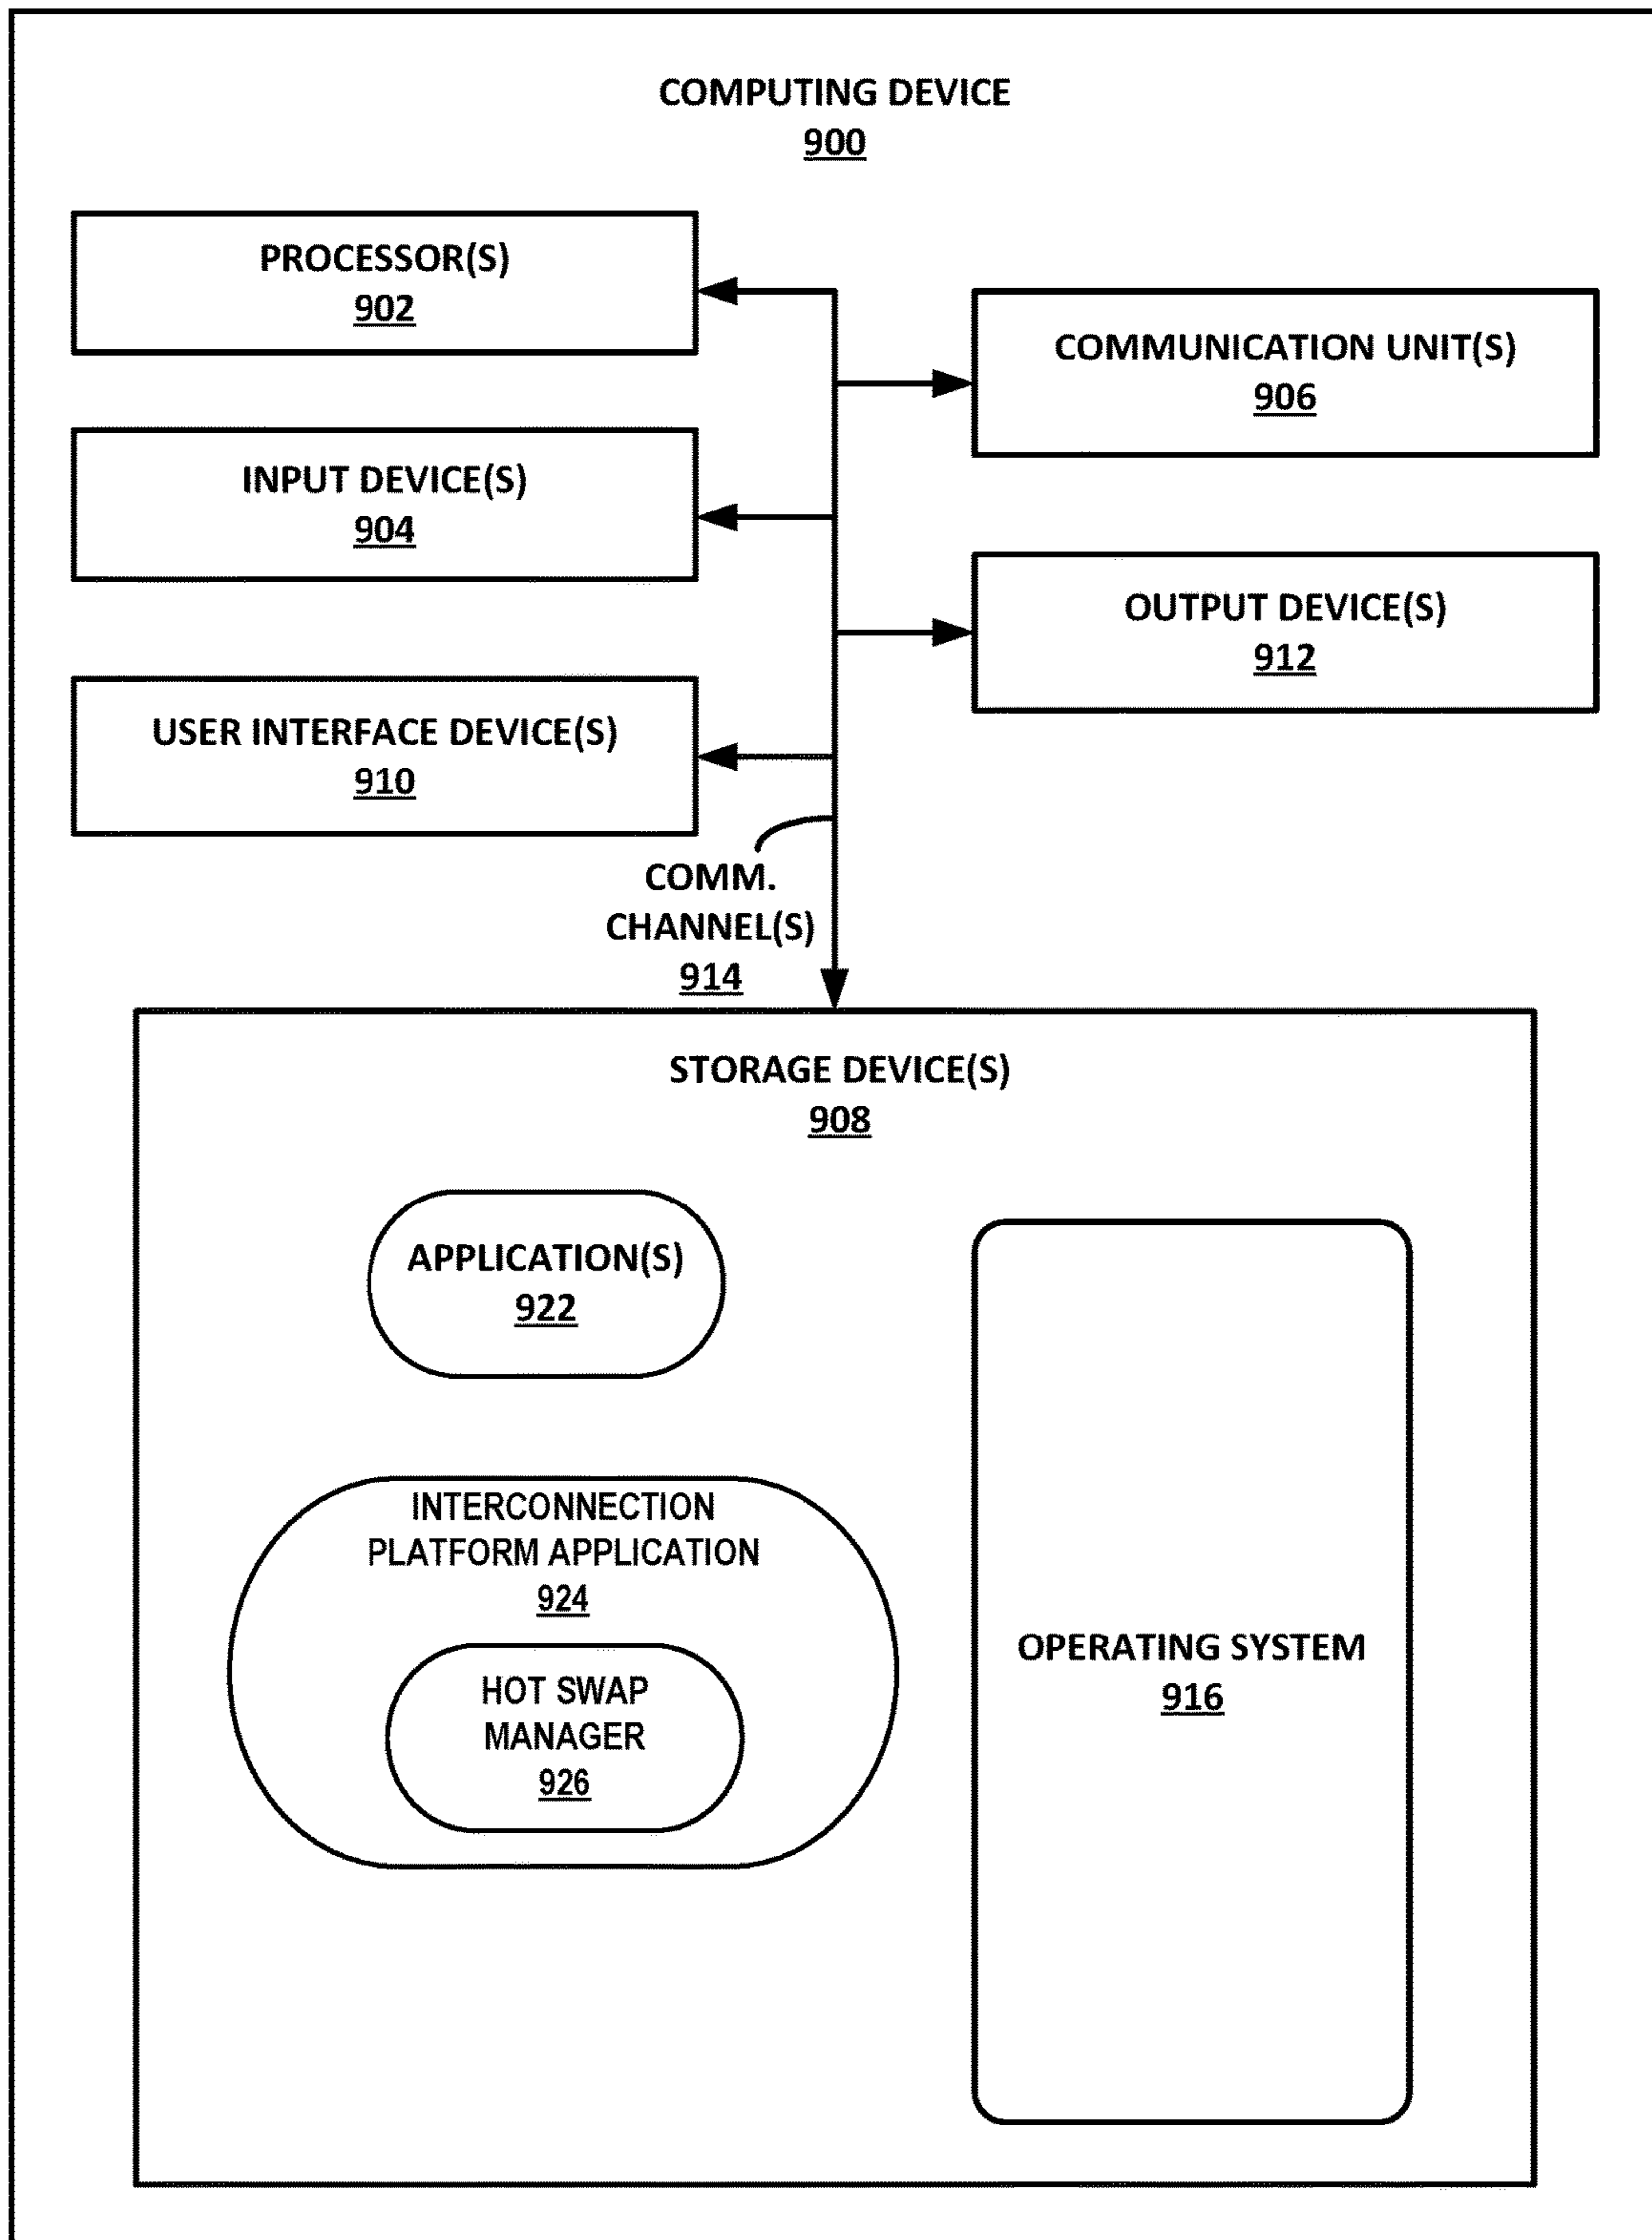 COMPUTING DEVICE
900
PROCESSOR(S)
902
COMMUNICATION UNIT(S)
906
INPUT DEVICE(S)
904
OUTPUT DEVICE(S)
912
USER INTERFACE DEVICE(S)
910
COMM.
CHANNEL(S)
914
STORAGE DEVICE(S)
908
APPLICATION(S)
922
INTERCONNECTION
PLATFORM APPLICATION
924
HOT SWAP
MANAGER
926
OPERATING SYSTEM
916